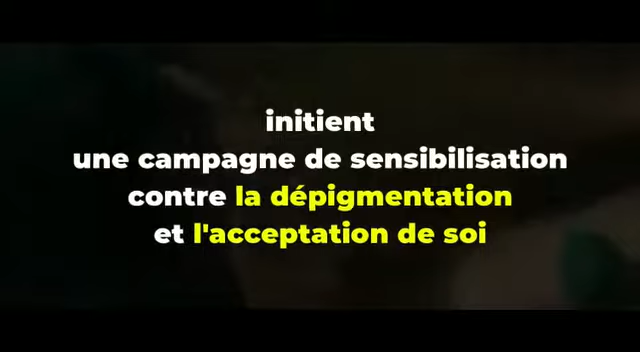 initient
une campagne de sensibilisation
contre la dépigmentation
et l'acceptation de soi